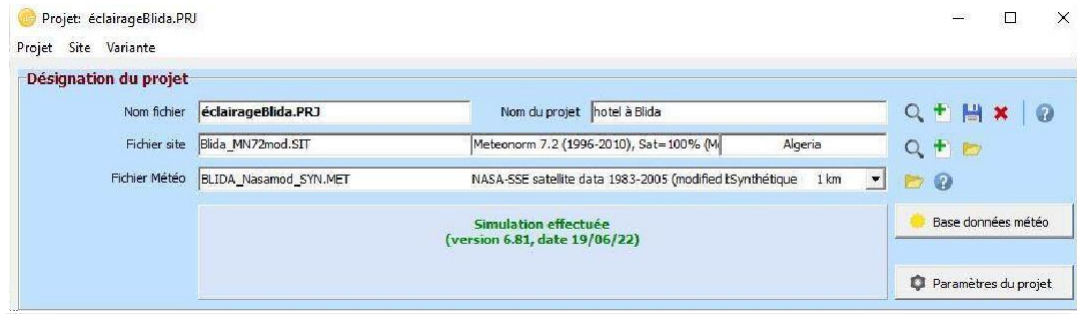 Projet: éclairageBlida.PRJ
Projet Site Variante
Désignation du projet
Nom fichier éclairageBlida.PRJ Nom du projet hotel à Blida
Fichier site Blida_MN72mod.SIT Meteonorm 7.2 (1996-2010), Sat=100% (M Algeria
Fichier Météo BLIDA_Nasamod_SYN.MET NASA-SSE satellite data 1983-2005 (modified b Synthétique 1 km
Simulation effectuée
(version 6.81, date 19/06/22)
Base données météo
Paramètres du projet